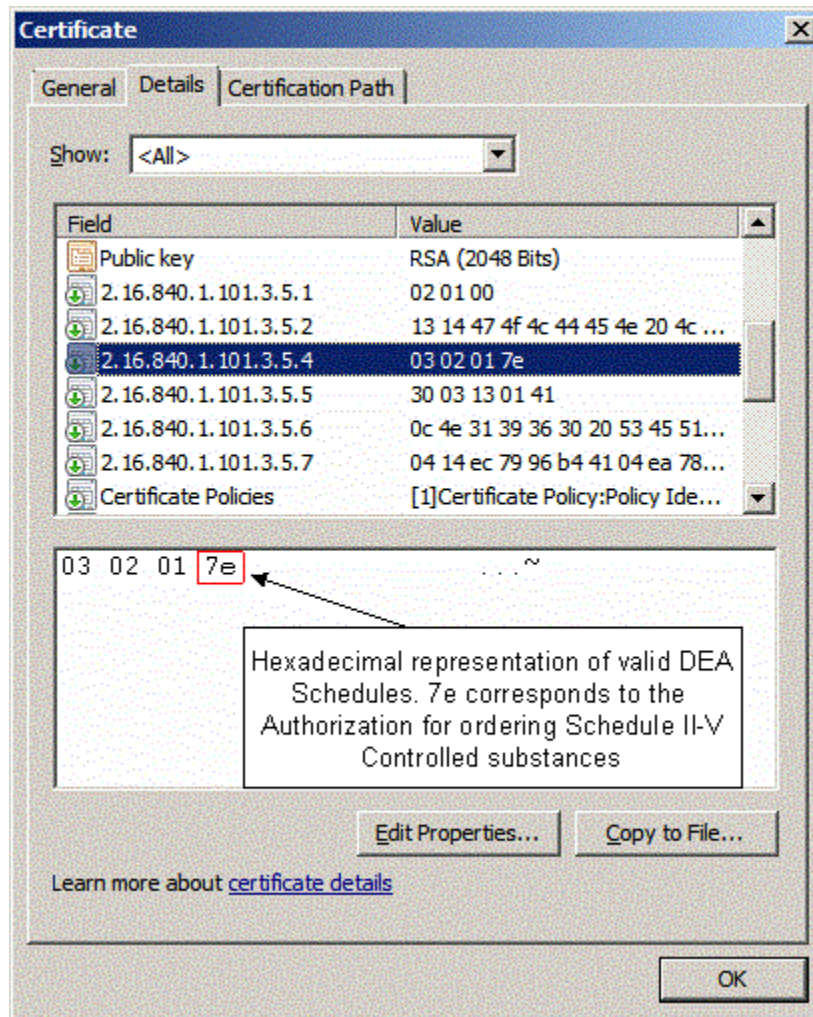 Certificate
General Details Certification Path
Show: <All>
Field Value
Public key RSA (2048 Bits)
2.16.840.1.101.3.5.1 02 01 00
2.16.840.1.101.3.5.2 13 14 47 4f 4c 44 45 4e 20 4c ...
2.16.840.1.101.3.5.4 03 02 01 7e
2.16.840.1.101.3.5.5 30 03 13 01 41
2.16.840.1.101.3.5.6 0c 4e 31 39 36 30 20 53 45 51...
2.16.840.1.101.3.5.7 04 14 ec 79 96 b4 41 04 ea 78...
Certificate Policies [1]Certificate Policy:Policy Ide...
03 02 01 7e ...~
Hexadecimal representation of valid DEA
Schedules. 7e corresponds to the
Authorization for ordering Schedule II-V
Controlled substances
Edit Properties... Copy to File...
Learn more about certificate details
OK